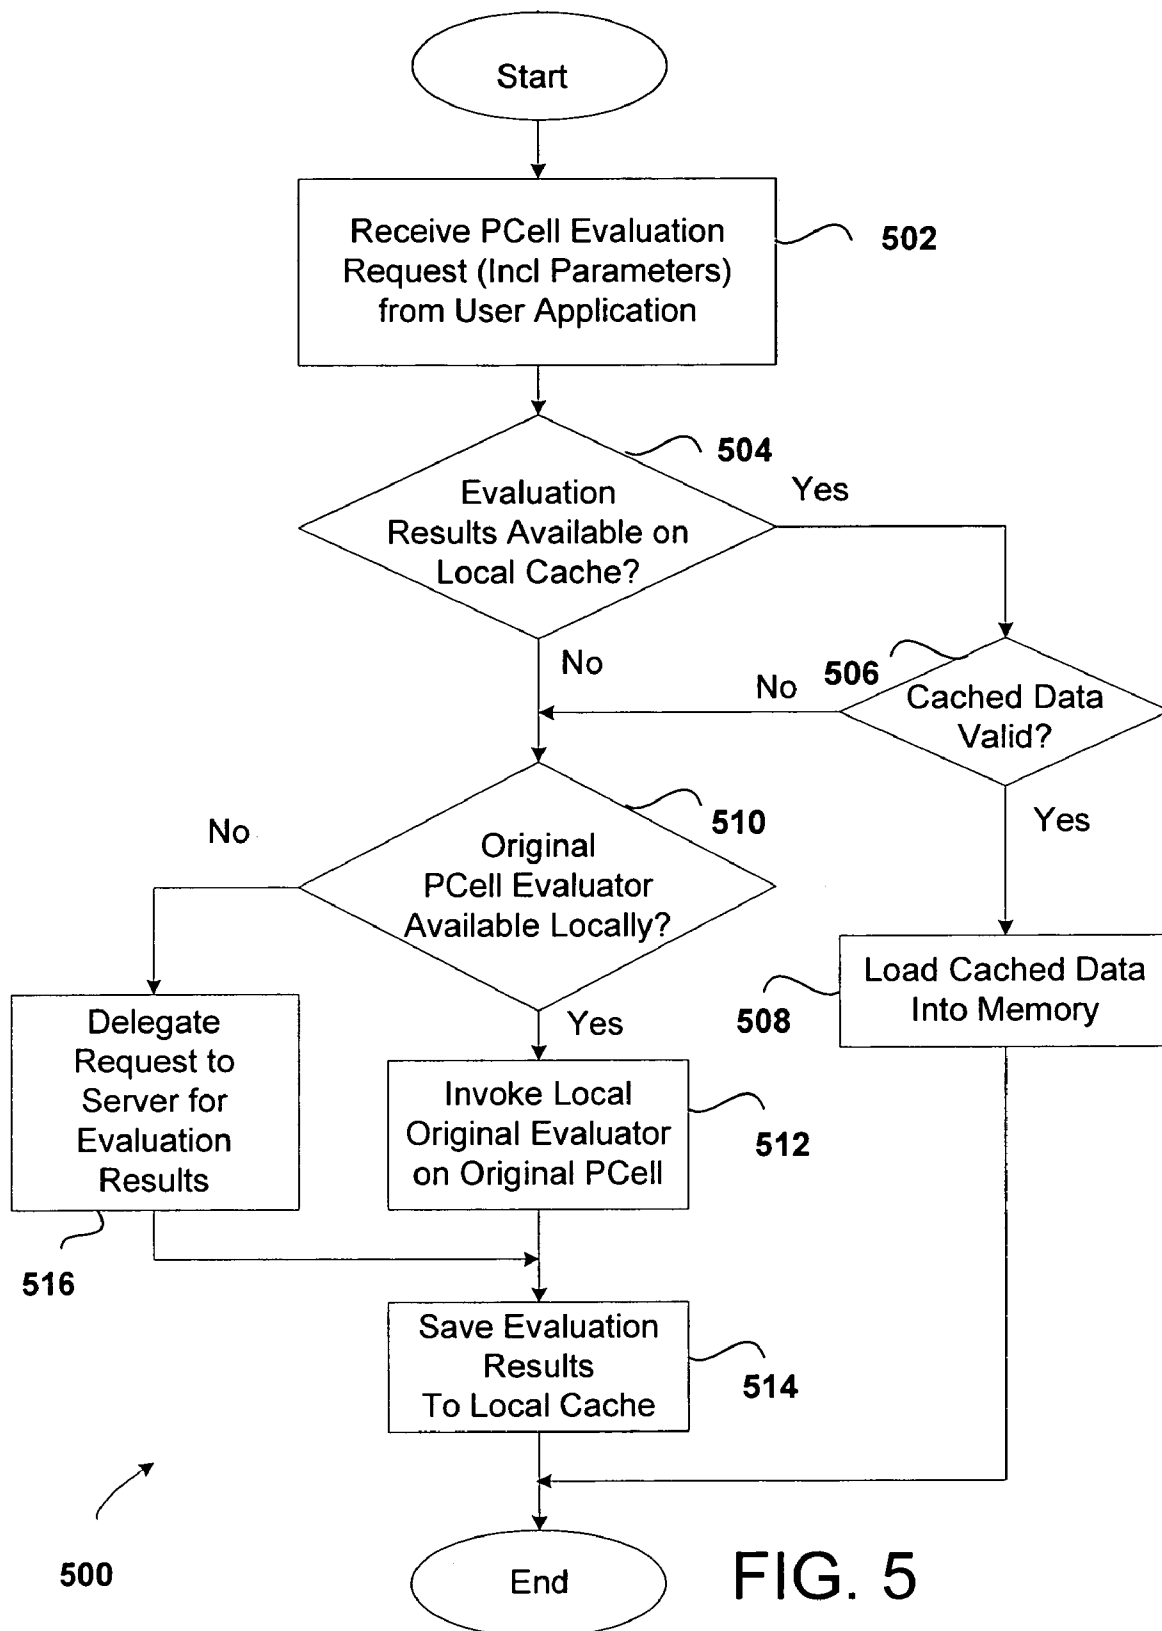 Start
Receive PCell Evaluation
Request (Incl Parameters)
from User Application
502
504
Evaluation
Results Available on
Local Cache?
Yes
No
506
No
Cached Data
Valid?
Yes
510
Original
PCell Evaluator
Available Locally?
No
Yes
Load Cached Data
Into Memory
508
Delegate
Request to
Server for
Evaluation
Results
516
Invoke Local
Original Evaluator
on Original PCell
512
Save Evaluation
Results
To Local Cache
514
500
End
FIG. 5